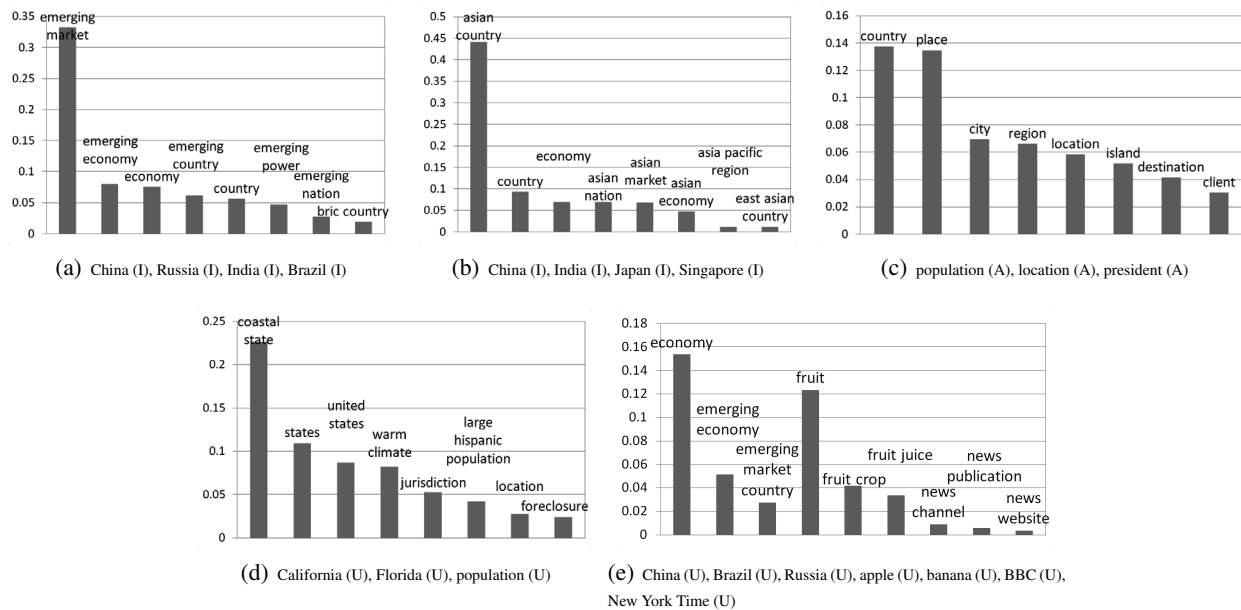 0.35
0.3
0.25
0.2
0.15
0.1
0.05
0
emerging
market
emerging
economy
economy
emerging
country
country
emerging
power
emerging
nation
bric country
(a) China (I), Russia (I), India (I), Brazil (I)
0.5
0.45
0.4
0.35
0.3
0.25
0.2
0.15
0.1
0.05
0
asian
country
country
economy
asian
nation
asian
market
asian
economy
asia pacific
region
east asian
country
(b) China (I), India (I), Japan (I), Singapore (I)
0.16
0.14
0.12
0.1
0.08
0.06
0.04
0.02
0
country
place
city
region
location
island
destination
client
(c) population (A), location (A), president (A)
0.25
0.2
0.15
0.1
0.05
0
coastal
state
states
united
states
warm
climate
jurisdiction
large
hispanic
population
location
foreclosure
(d) California (U), Florida (U), population (U)
0.18
0.16
0.14
0.12
0.1
0.08
0.06
0.04
0.02
0
economy
emerging
economy
emerging
market
country
fruit
fruit crop
fruit juice
news
channel
news
publication
news
website
(e) China (U), Brazil (U), Russia (U), apple (U), banana (U), BBC (U),
New York Time (U)